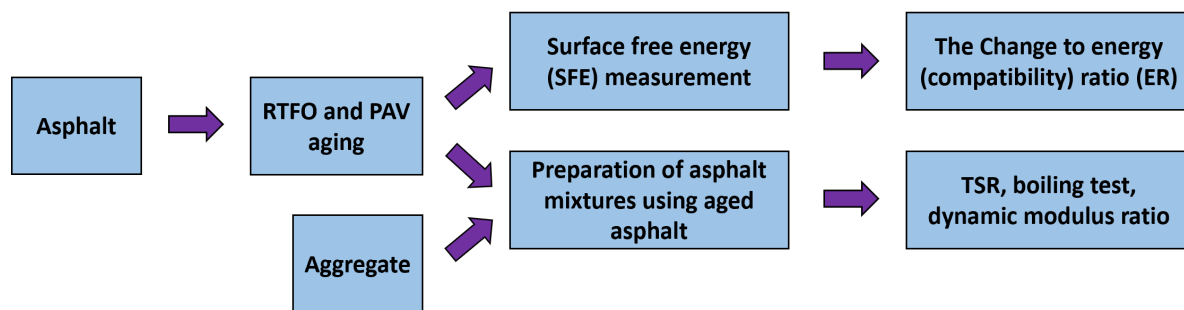 Asphalt
RTFO and PAV
aging
Aggregate
Surface free energy
(SFE) measurement
Preparation of asphalt
mixtures using aged
asphalt
The Change to energy
(compatibility) ratio (ER)
TSR, boiling test,
dynamic modulus ratio